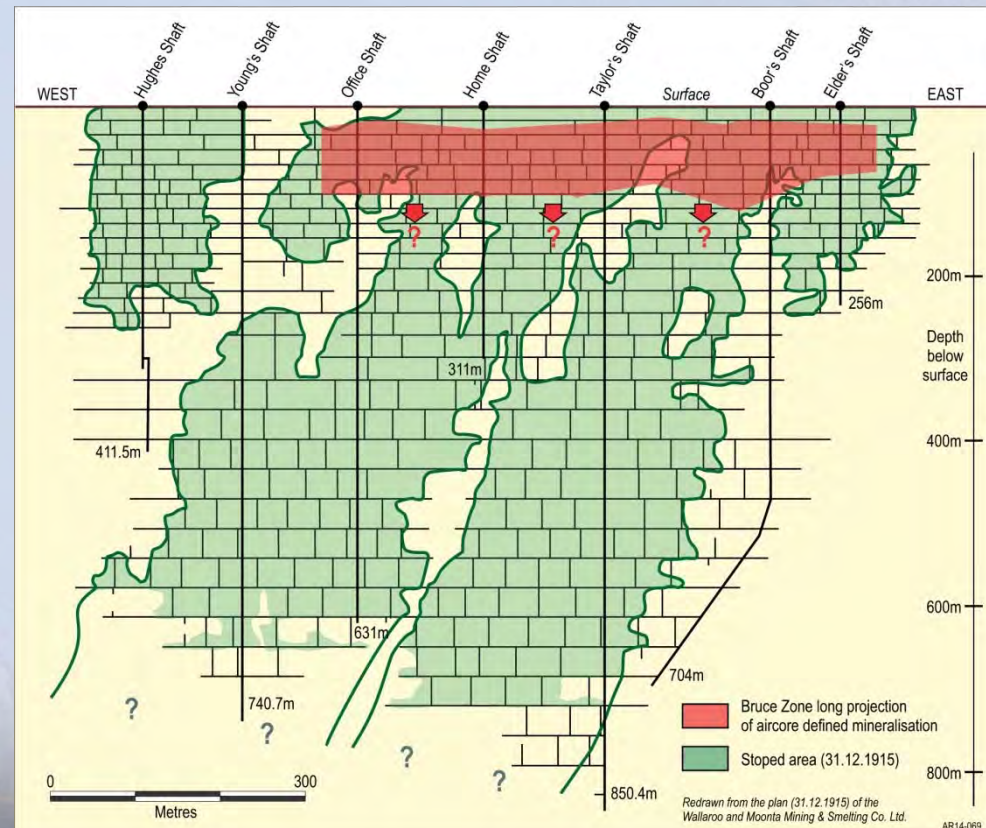 Hughes Shaft
Young's Shaft
Office Shaft
Home Shaft
Taylor's Shaft
Boor's Shaft
Elder's Shaft
WEST
Surface
EAST
?
?
?
200m
256m
Depth
below
surface
311m
400m
411.5m
600m
631m
704m
740.7m
?
?
?
?
Bruce Zone long projection
of aircore defined mineralisation
Stoped area (31.12.1915)
800m
850.4m
0
300
Metres
Redrawn from the plan (31.12.1915) of the
Wallaroo and Moonta Mining & Smelting Co. Ltd.
AR14-069